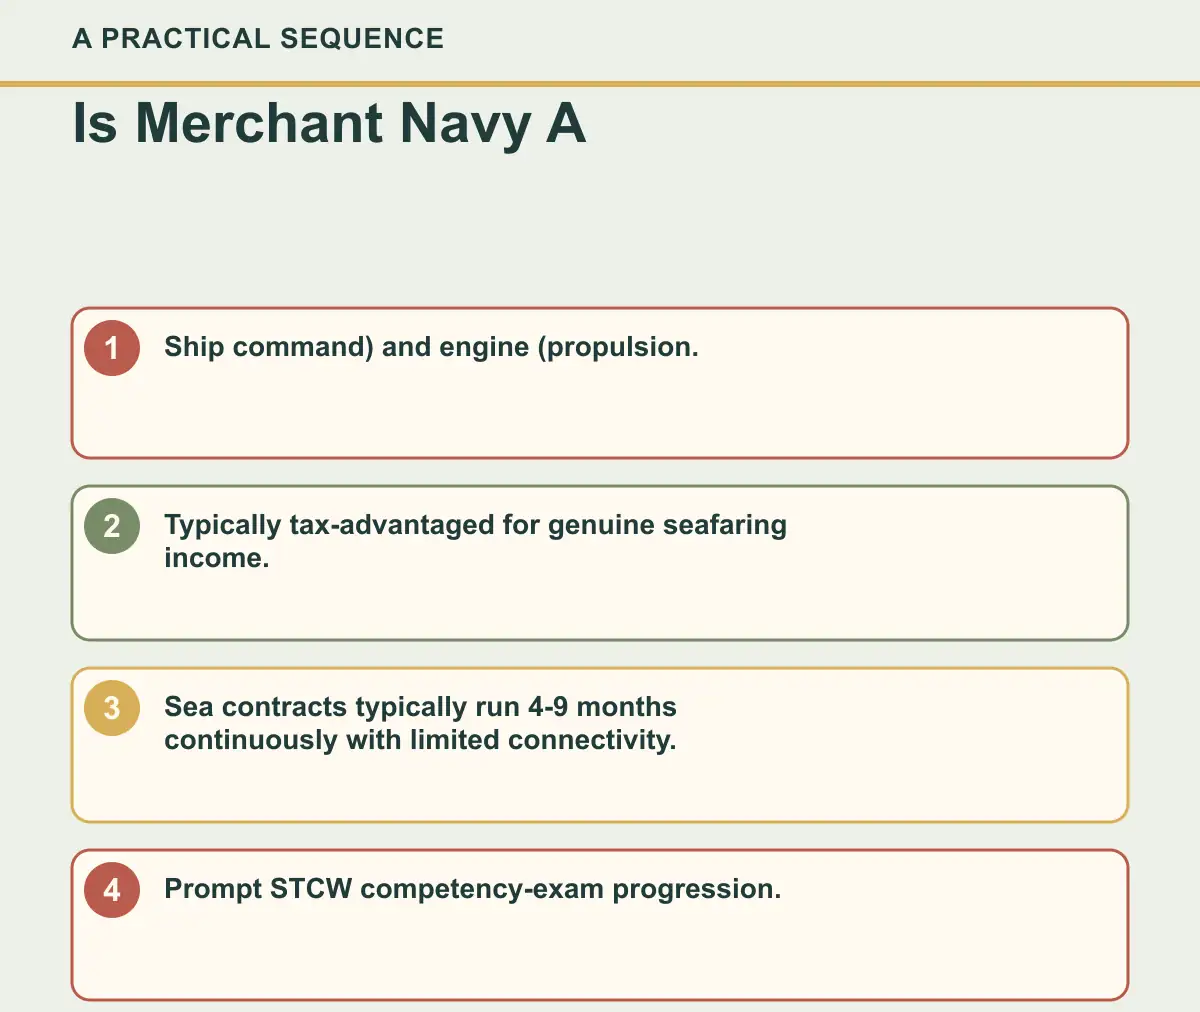 A PRACTICAL SEQUENCE
Is Merchant Navy A
1
Ship command) and engine (propulsion.
2
Typically tax-advantaged for genuine seafaring
income.
3
Sea contracts typically run 4-9 months
continuously with limited connectivity.
4
Prompt STCW competency-exam progression.